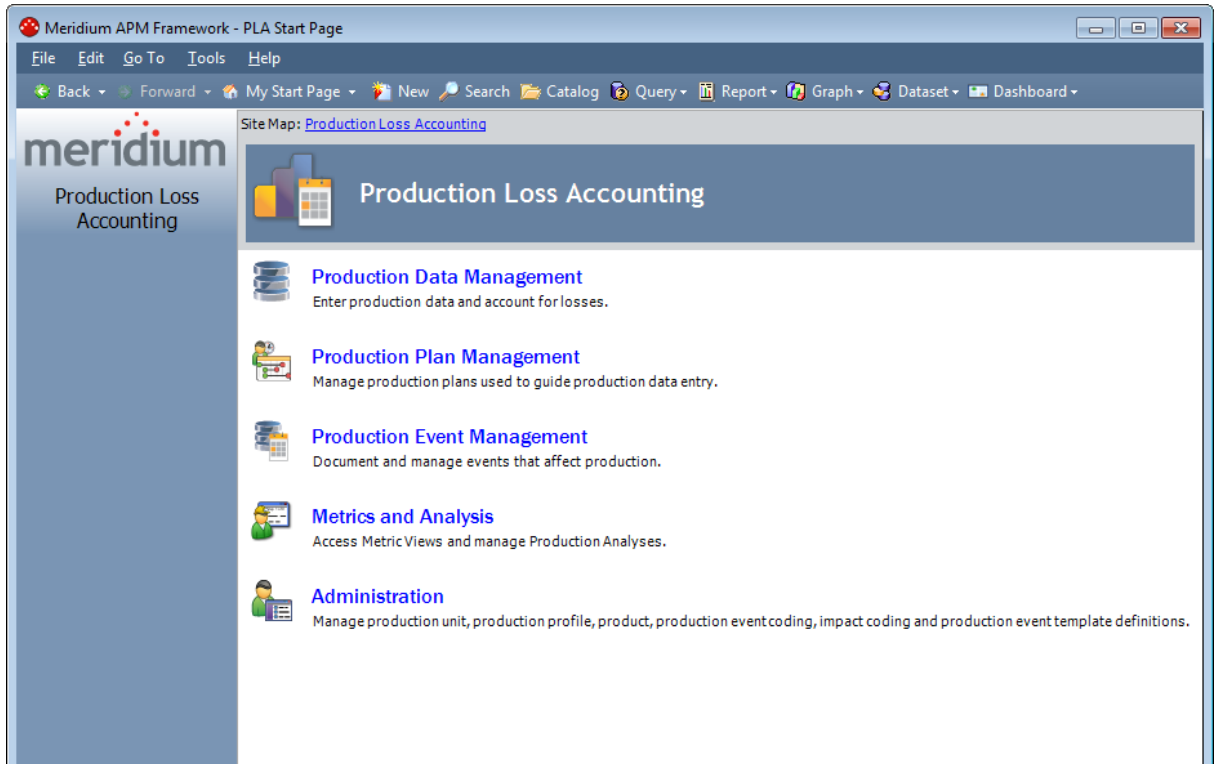 Meridium APM Framework - PLA Start Page
File Edit Go To Tools Help
Back Forward My Start Page New Search Catalog Query Report Graph Dataset Dashboard
Site Map: Production Loss Accounting
meridium
Production Loss
Accounting
Production Loss Accounting
Production Data Management
Enter production data and account for losses.
Production Plan Management
Manage production plans used to guide production data entry.
Production Event Management
Document and manage events that affect production.
Metrics and Analysis
Access Metric Views and manage Production Analyses.
Administration
Manage production unit, production profile, product, production event coding, impact coding and production event template definitions.